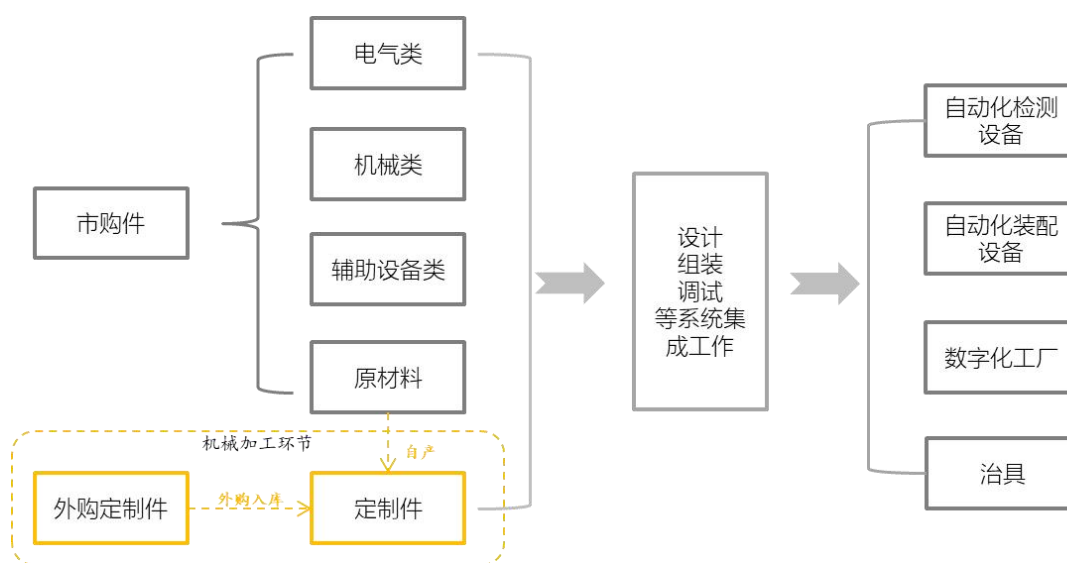 市购件
电气类
机械类
辅助设备类
原材料
机械加工环节
自产
外购定制件
外购入库
定制件
设计
组装
调试
等系统集
成工作
自动化检测
设备
自动化装配
设备
数字化工厂
治具